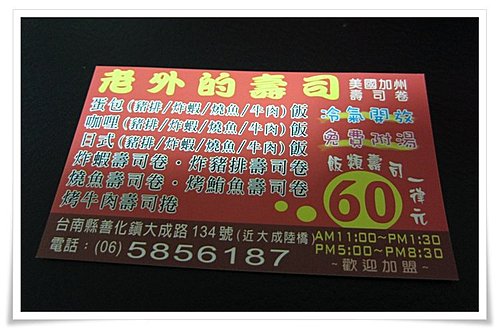 老外的壽司
美國加州
壽司卷
蛋包(豬排/炸蝦/燒魚/牛肉)飯
咖哩(豬排/炸蝦/燒魚/牛肉)飯
日式(豬排/炸蝦/燒魚/牛肉)飯
炸蝦壽司卷·炸豬排壽司卷
燒魚壽司卷·烤鮪魚壽司卷
烤牛肉壽司捲
冷氣開放
免費附湯
飯類壽司一律
60元
台南縣善化鎮大成路134號(近大成陸橋)
電話:(06)5856187
AM11:00~PM1:30
PM5:00~PM8:30
~歡迎加盟~